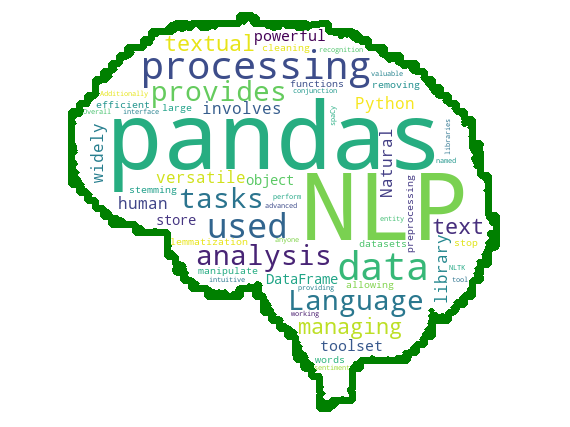 powerful
textual
cleaning
recognition
processing
functions
valuable
removing
provides
conjunction
Additionally
efficient
large
Python
Overall
interface
involves
spaCy
pandas
widely
Natural
libraries
named
versatile
object
stemming
tasks
perform
preprocessing
human
advanced
NLP
store
used
entity
text
lemmatization
anyone
datasets
stop
analysis
data
library
NLTK
manipulate
DataFrame
allowing
tool
intuitive
providing
Language
working
managing
toolset
words
sentiment